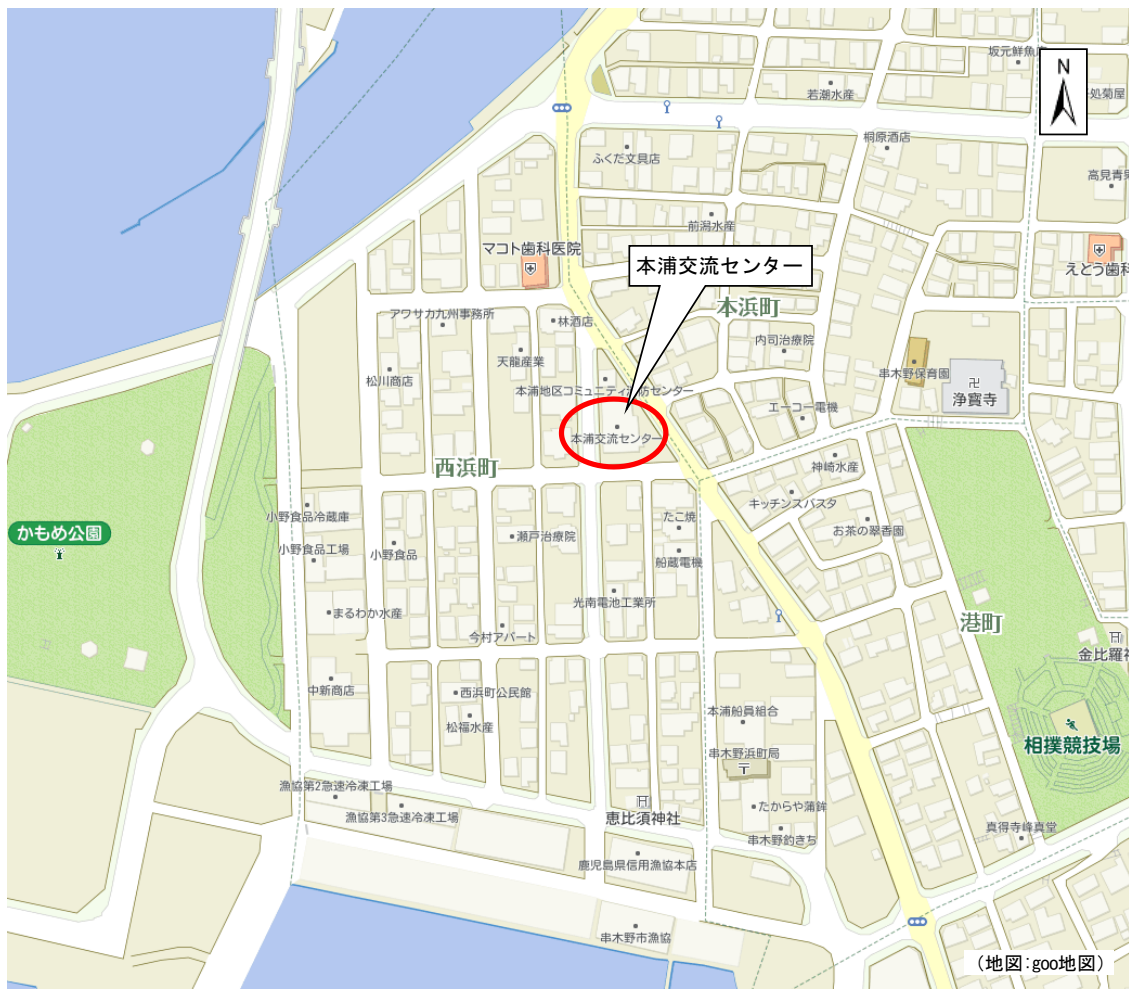 坂元鮮魚店
N
若潮水産
処菊屋
桐原酒店
ふくだ文具店
高見青果
前潟水産
マコト歯科医院
本浦交流センター
えとう歯科
本浜町
アワサカ九州事務所
林酒店
内司治療院
天龍産業
串木野保育園
松川商店
本浦地区コミュニティ消防センター
卍
浄寳寺
エーコー電機
本浦交流センター
西浜町
神崎水産
キッチンスパスタ
小野食品冷蔵庫
たこ焼
お茶の翠香園
かもめ公園
瀬戸治療院
小野食品工場
小野食品
船蔵電機
光南電池工業所
まるわか水産
港町
今村アパート
金比羅神
中新商店
西浜町公民館
本浦船員組合
松福水産
相撲競技場
串木野浜町局
〒
漁協第2急速冷凍工場
漁協第3急速冷凍工場
恵比須神社
たからや蒲鉾
真得寺峰真堂
串木野釣きち
鹿児島県信用漁協本店
串木野市漁協
(地図:goo地図)